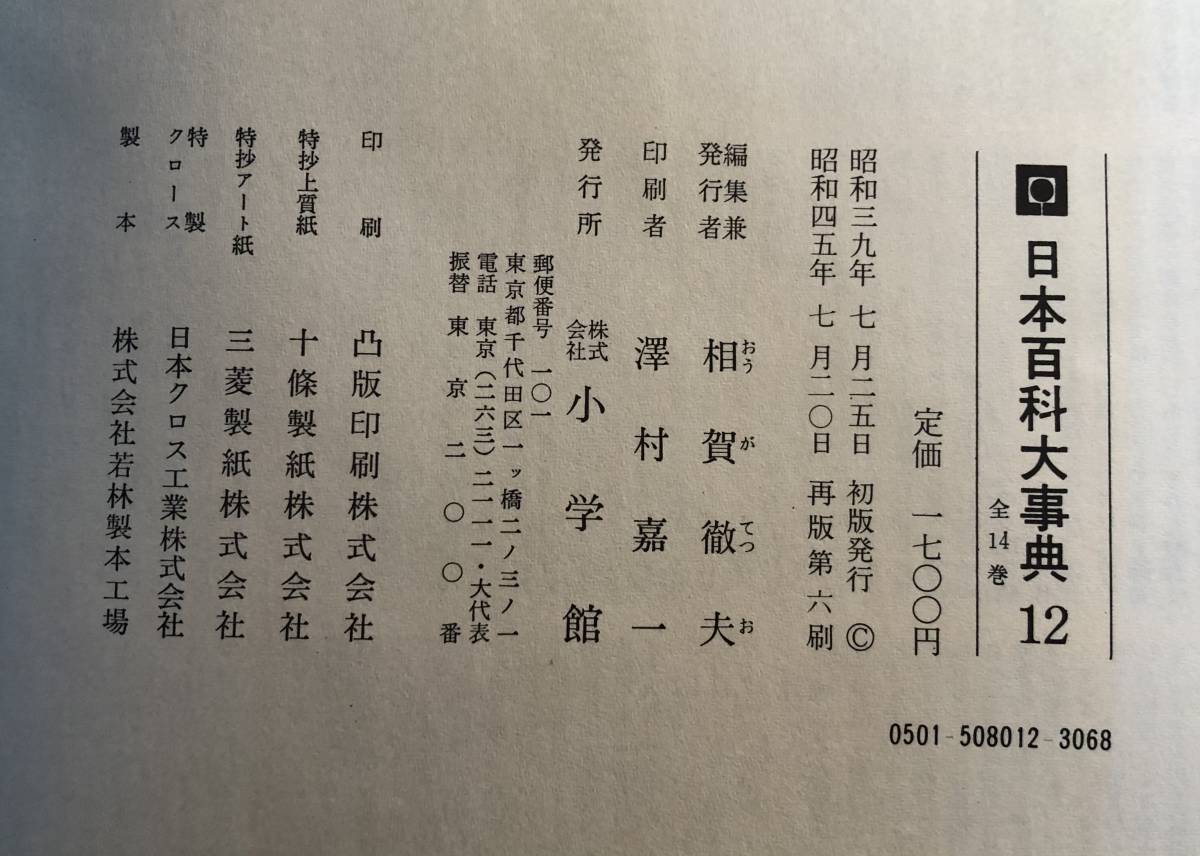 日本百科大事典 12
全14巻
定価 一七〇〇円
昭和三九年 七月二五日 初版発行 ©
昭和四五年 七月二〇日 再版第六刷
編集兼発行者 相賀徹夫
おうがてつお
印刷者 澤村嘉一
発行所 株式会社 小学館
郵便番号 一〇一
東京都千代田区一ッ橋二ノ三ノ一
電話 東京(二六三)二一一一・大代表
振替東京二〇〇番
印刷 凸版印刷株式会社
特抄上質紙 十條製紙株式会社
特抄アート紙 三菱製紙株式会社
特製クロース 日本クロス工業株式会社
製本 株式会社若林製本工場
0501-508012-3068